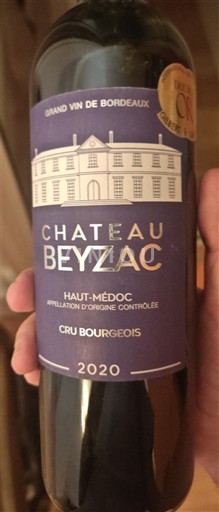 GRAND VIN DE BORDEAUX
CHATEAU
BEYZAC
HAUT-MÉDOC
APPELLATION D'ORIGINE CONTRÔLÉE
CRU BOURGEOIS
2020